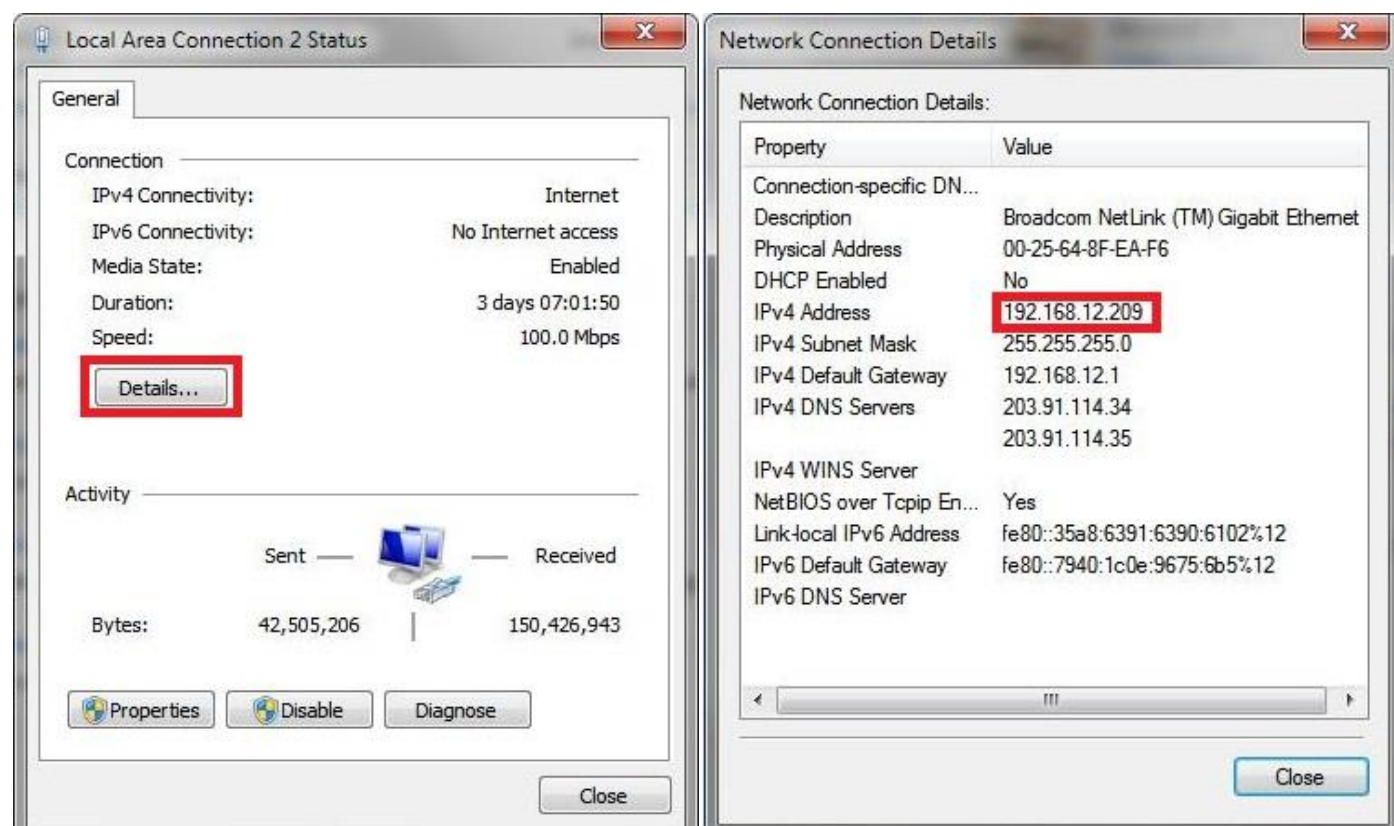 Local Area Connection 2 Status
General
Connection
IPv4 Connectivity: Internet
IPv6 Connectivity: No Internet access
Media State: Enabled
Duration: 3 days 07:01:50
Speed: 100.0 Mbps
Details...
Activity
Sent Received
Bytes: 42,505,206 150,426,943
Properties Disable Diagnose
Close
Network Connection Details
Network Connection Details:
Property Value
Connection-specific DN...
Description Broadcom NetLink (TM) Gigabit Ethernet
Physical Address 00-25-64-8F-EA-F6
DHCP Enabled No
IPv4 Address 192.168.12.209
IPv4 Subnet Mask 255.255.255.0
IPv4 Default Gateway 192.168.12.1
IPv4 DNS Servers 203.91.114.34
203.91.114.35
IPv4 WINS Server
NetBIOS over Tcpip En... Yes
Link-local IPv6 Address fe80::35a8:6391:6390:6102%12
IPv6 Default Gateway fe80::7940:1c0e:9675:6b5%12
IPv6 DNS Server
Close